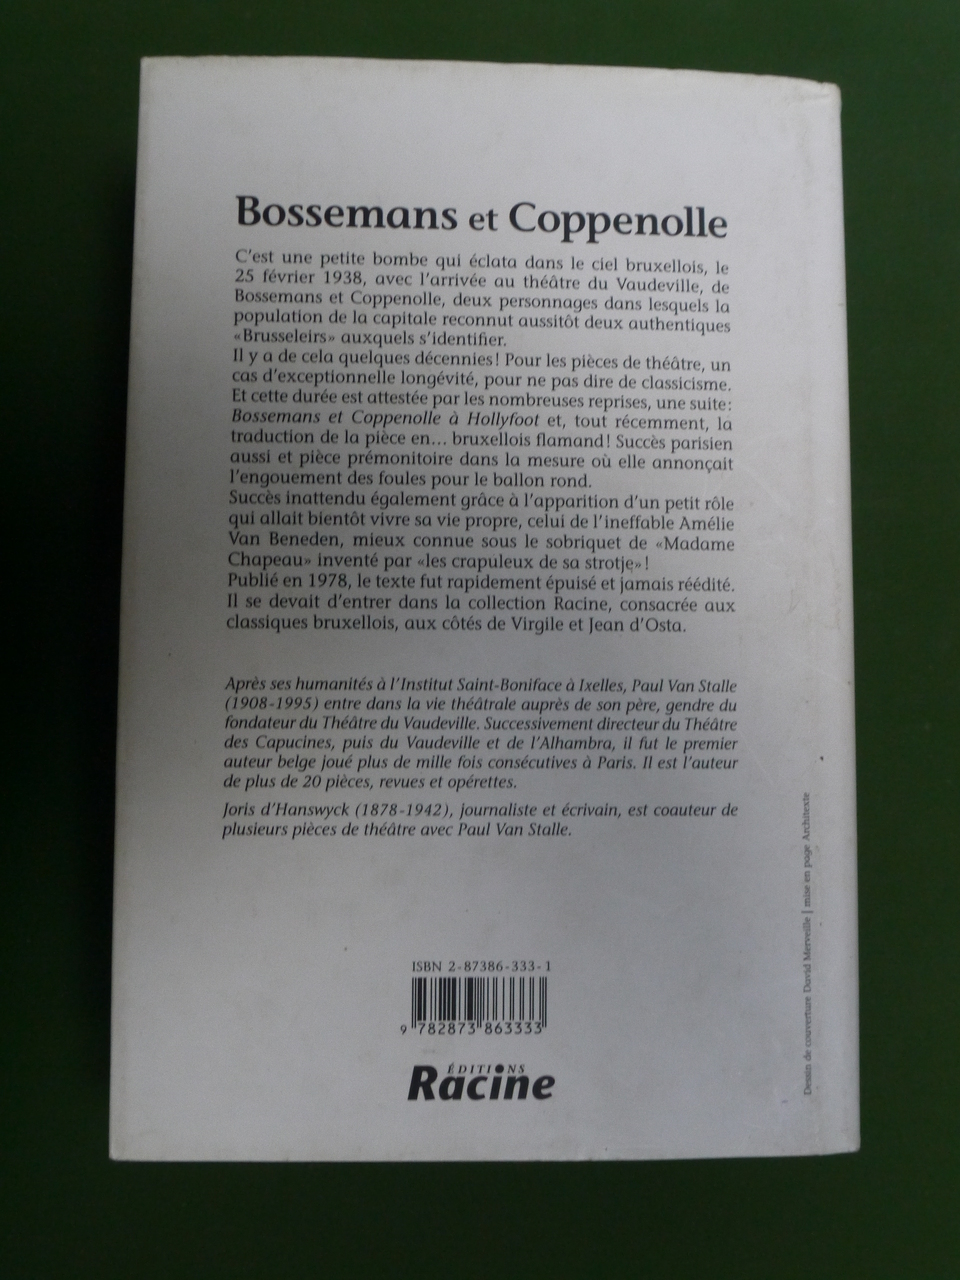 Bossemans et Coppenolle
C'est une petite bombe qui éclata dans le ciel bruxellois, le
25 février 1938, avec l'arrivée au théâtre du Vaudeville, de
Bossemans et Coppenolle, deux personnages dans lesquels la
population de la capitale reconnut aussitôt deux authentiques
«Brusseleirs» auxquels s'identifier.
Il y a de cela quelques décennies! Pour les pièces de théâtre, un
cas d'exceptionnelle longévité, pour ne pas dire de classicisme.
Et cette durée est attestée par les nombreuses reprises, une suite:
Bossemans et Coppenolle à Hollyfoot et, tout récemment, la
traduction de la pièce en... bruxellois flamand! Succès parisien
aussi et pièce prémonitoire dans la mesure où elle annonçait
l'engouement des foules pour le ballon rond.
Succès inattendu également grâce à l'apparition d'un petit rôle
qui allait bientôt vivre sa vie propre, celui de l'ineffable Amélie
Van Beneden, mieux connue sous le sobriquet de «Madame
Chapeau» inventé par «les crapuleux de sa strotje»!
Publié en 1978, le texte fut rapidement épuisé et jamais réédité.
Il se devait d'entrer dans la collection Racine, consacrée aux
classiques bruxellois, aux côtés de Virgile et Jean d'Osta.
Après ses humanités à l'Institut Saint-Boniface à Ixelles, Paul Van Stalle
(1908-1995) entre dans la vie théâtrale auprès de son père, gendre du
fondateur du Théâtre du Vaudeville. Successivement directeur du Théâtre
des Capucines, puis du Vaudeville et de l'Alhambra, il fut le premier
auteur belge joué plus de mille fois consécutives à Paris. Il est l'auteur
de plus de 20 pièces, revues et opérettes.
Joris d'Hanswyck (1878-1942), journaliste et écrivain, est coauteur de
plusieurs pièces de théâtre avec Paul Van Stalle.
Dessin de couverture David Merveille | mise en page Architexte
ISBN 2-87386-333-1
9 782873 863333
ÉDITIONS
Racine